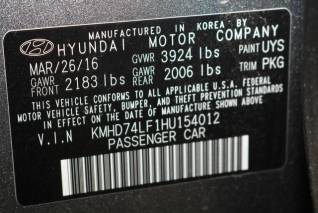 MANUFACTURED IN KOREA BY
HYUNDAI MOTOR COMPANY
MAR/26/16 GVWR 3924 lbs PAINT UYS
GAWR FRONT 2183 lbs GAWR REAR 2006 lbs TRIM PKG
THIS VEHICLE CONFORMS TO ALL APPLICABLE U.S.A. FEDERAL
MOTOR VEHICLE SAFETY, BUMPER, AND THEFT PREVENTION
STANDARDS IN EFFECT ON THE DATE OF MANUFACTURE SHOWN ABOVE.
V.I.N KMHD74LF1HU154012
PASSENGER CAR